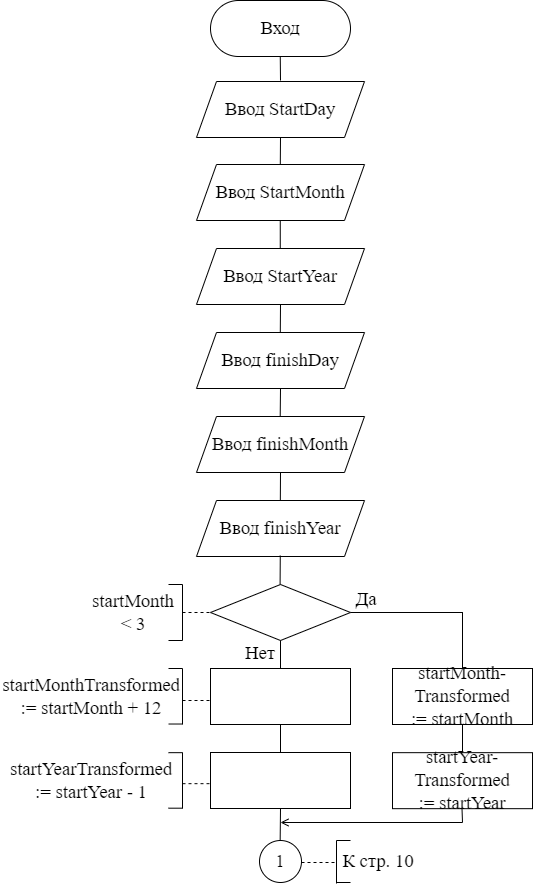 Вход
Ввод StartDay
Ввод StartMonth
Ввод StartYear
Ввод finishDay
Ввод finishMonth
Ввод finishYear
startMonth
< 3
Да
Нет
startMonthTransformed
:= startMonth + 12
startMonth-
Transformed
:= startMonth
startYearTransformed
:= startYear - 1
startYear-
Transformed
:= startYear
1
К стр. 10